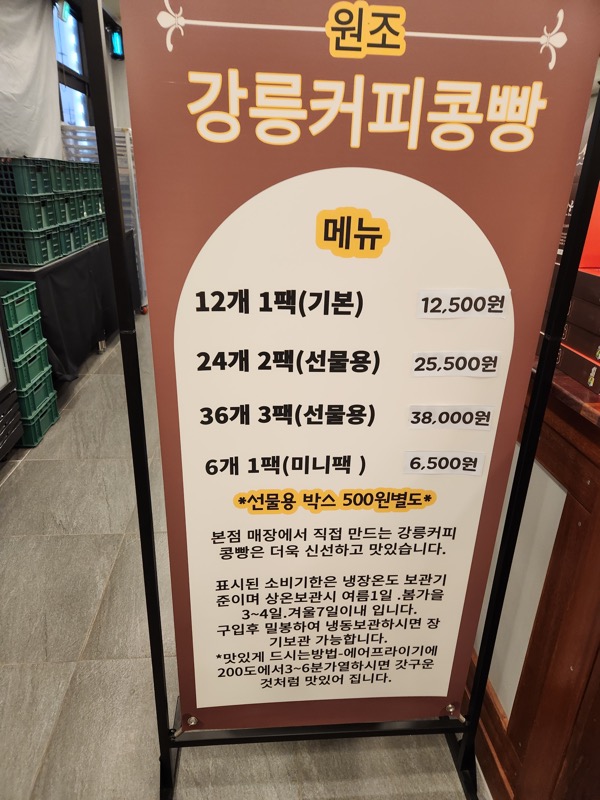 원조
강릉커피콩빵
메뉴
12개 1팩(기본) 12,500원
24개 2팩(선물용) 25,500원
36개 3팩(선물용) 38,000원
6개 1팩(미니팩 ) 6,500원
*선물용 박스 500원별도*
본점 매장에서 직접 만드는 강릉커피
콩빵은 더욱 신선하고 맛있습니다.
표시된 소비기한은 냉장온도 보관기
준이며 상온보관시 여름1일 .봄가을
3~4일.겨울7일이내 입니다.
구입후 밀봉하여 냉동보관하시면 장
기보관 가능합니다.
*맛있게 드시는방법-에어프라이기에
200도에서3~6분가열하시면 갓구운
것처럼 맛있어 집니다.